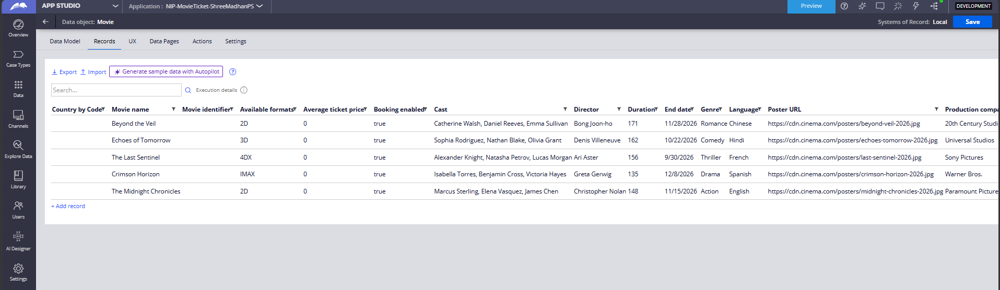 APP STUDIO Application : NIP-MovieTicket-ShreeMadhanPS Preview DEVELOPMENT
Data object: Movie Systems of Record: Local Save
Overview
Case Types
Data
Channels
Explore Data
Library
Users
AI Designer
Settings
Data Model Records UX Data Pages Actions Settings
Export Import Generate sample data with Autopilot
Search... Execution details
Country by Code Movie name Movie identifier Available formats Average ticket price Booking enabled Cast Director Duration End date Genre Language Poster URL Production compa
Beyond the Veil 2D 0 true Catherine Walsh, Daniel Reeves, Emma Sullivan Bong Joon-ho 171 11/28/2026 Romance Chinese https://cdn.cinema.com/posters/beyond-veil-2026.jpg 20th Century Studi
Echoes of Tomorrow 3D 0 true Sophia Rodriguez, Nathan Blake, Olivia Grant Denis Villeneuve 162 10/22/2026 Comedy Hindi https://cdn.cinema.com/posters/echoes-tomorrow-2026.jpg Universal Studios
The Last Sentinel 4DX 0 true Alexander Knight, Natasha Petrov, Lucas Morgan Ari Aster 156 9/30/2026 Thriller French https://cdn.cinema.com/posters/last-sentinel-2026.jpg Sony Pictures
Crimson Horizon IMAX 0 true Isabella Torres, Benjamin Cross, Victoria Hayes Greta Gerwig 135 12/8/2026 Drama Spanish https://cdn.cinema.com/posters/crimson-horizon-2026.jpg Warner Bros.
The Midnight Chronicles 2D 0 true Marcus Sterling, Elena Vasquez, James Chen Christopher Nolan 148 11/15/2026 Action English https://cdn.cinema.com/posters/midnight-chronicles-2026.jpg Paramount Picture
+ Add record